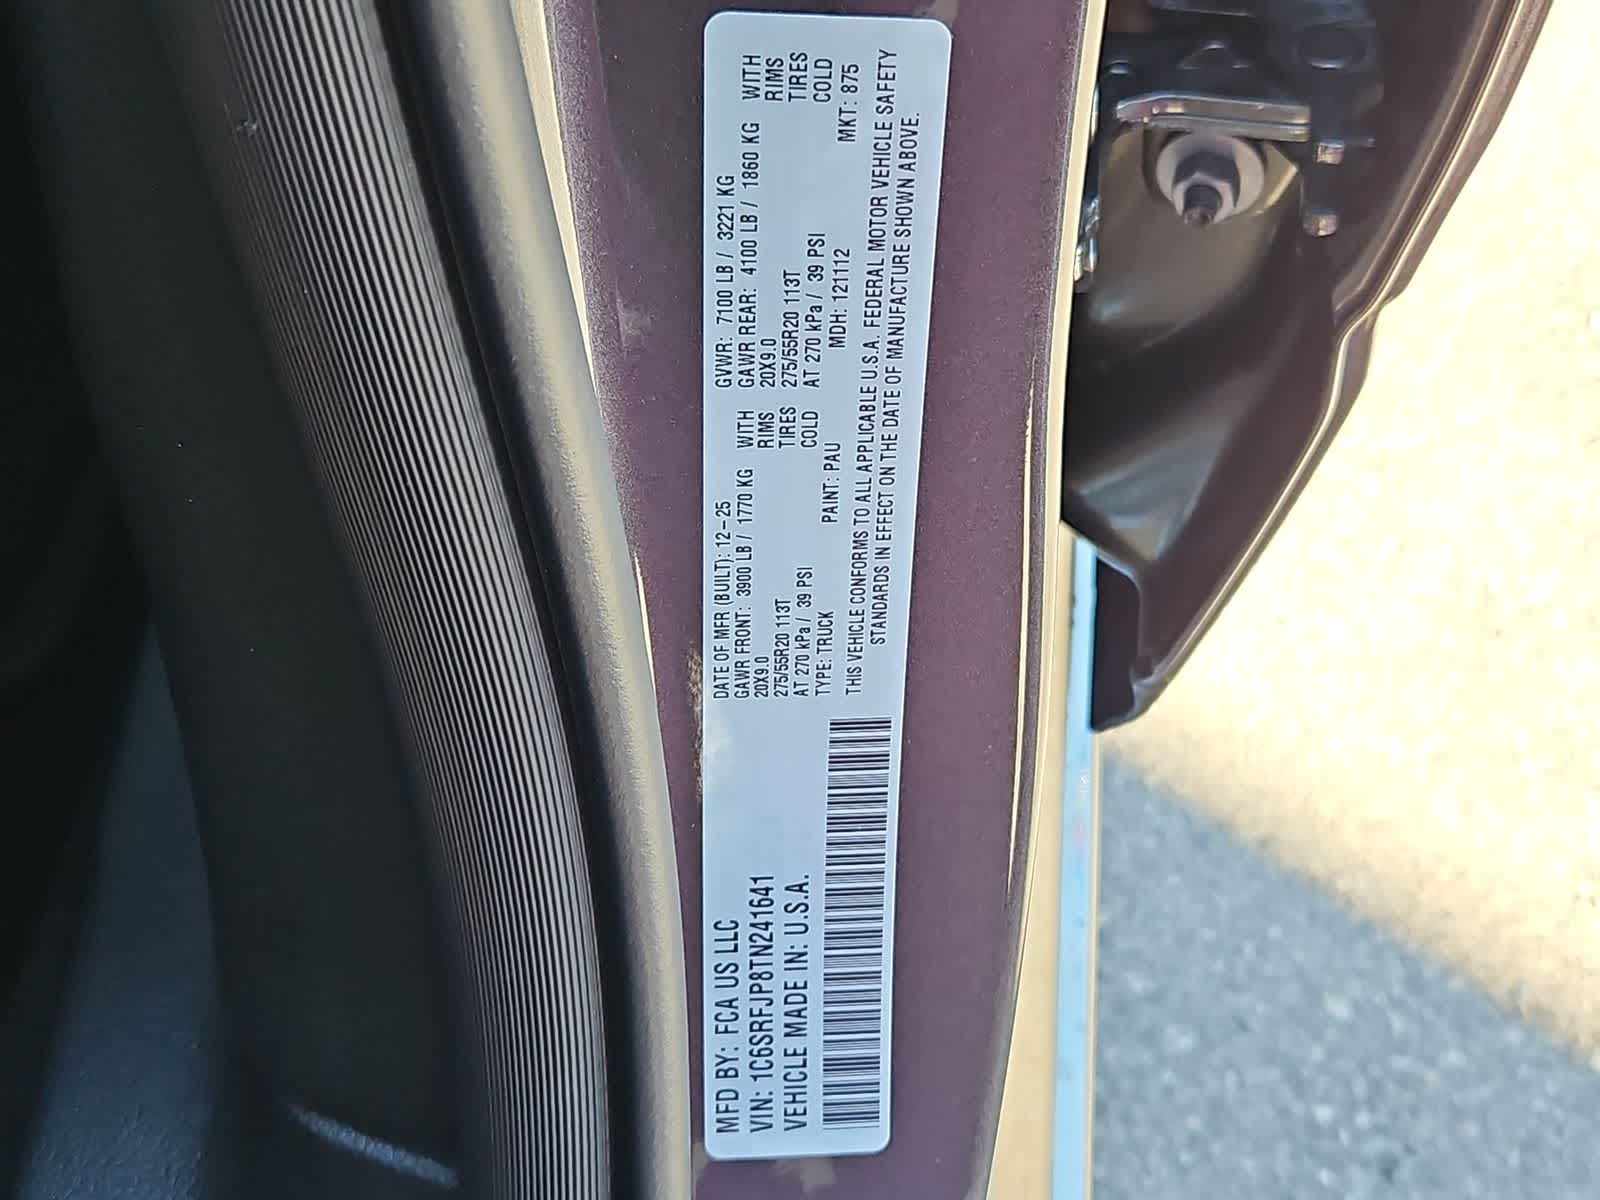 MFD BY: FCA US LLC
VIN: 1C6SRFJP8TN241641
VEHICLE MADE IN: U.S.A.
DATE OF MFR (BUILT): 12-25
GAWR FRONT: 3900 LB / 1770 KG WITH
20X9.0 RIMS
275/55R20 113T TIRES
AT 270 kPa / 39 PSI COLD
GVWR: 7100 LB / 3221 KG
GAWR REAR: 4100 LB / 1860 KG WITH
20X9.0 RIMS
275/55R20 113T TIRES
AT 270 kPa / 39 PSI COLD
TYPE: TRUCK PAINT: PAU MDH: 121112 MKT: 875
THIS VEHICLE CONFORMS TO ALL APPLICABLE U.S.A. FEDERAL MOTOR VEHICLE SAFETY
STANDARDS IN EFFECT ON THE DATE OF MANUFACTURE SHOWN ABOVE.